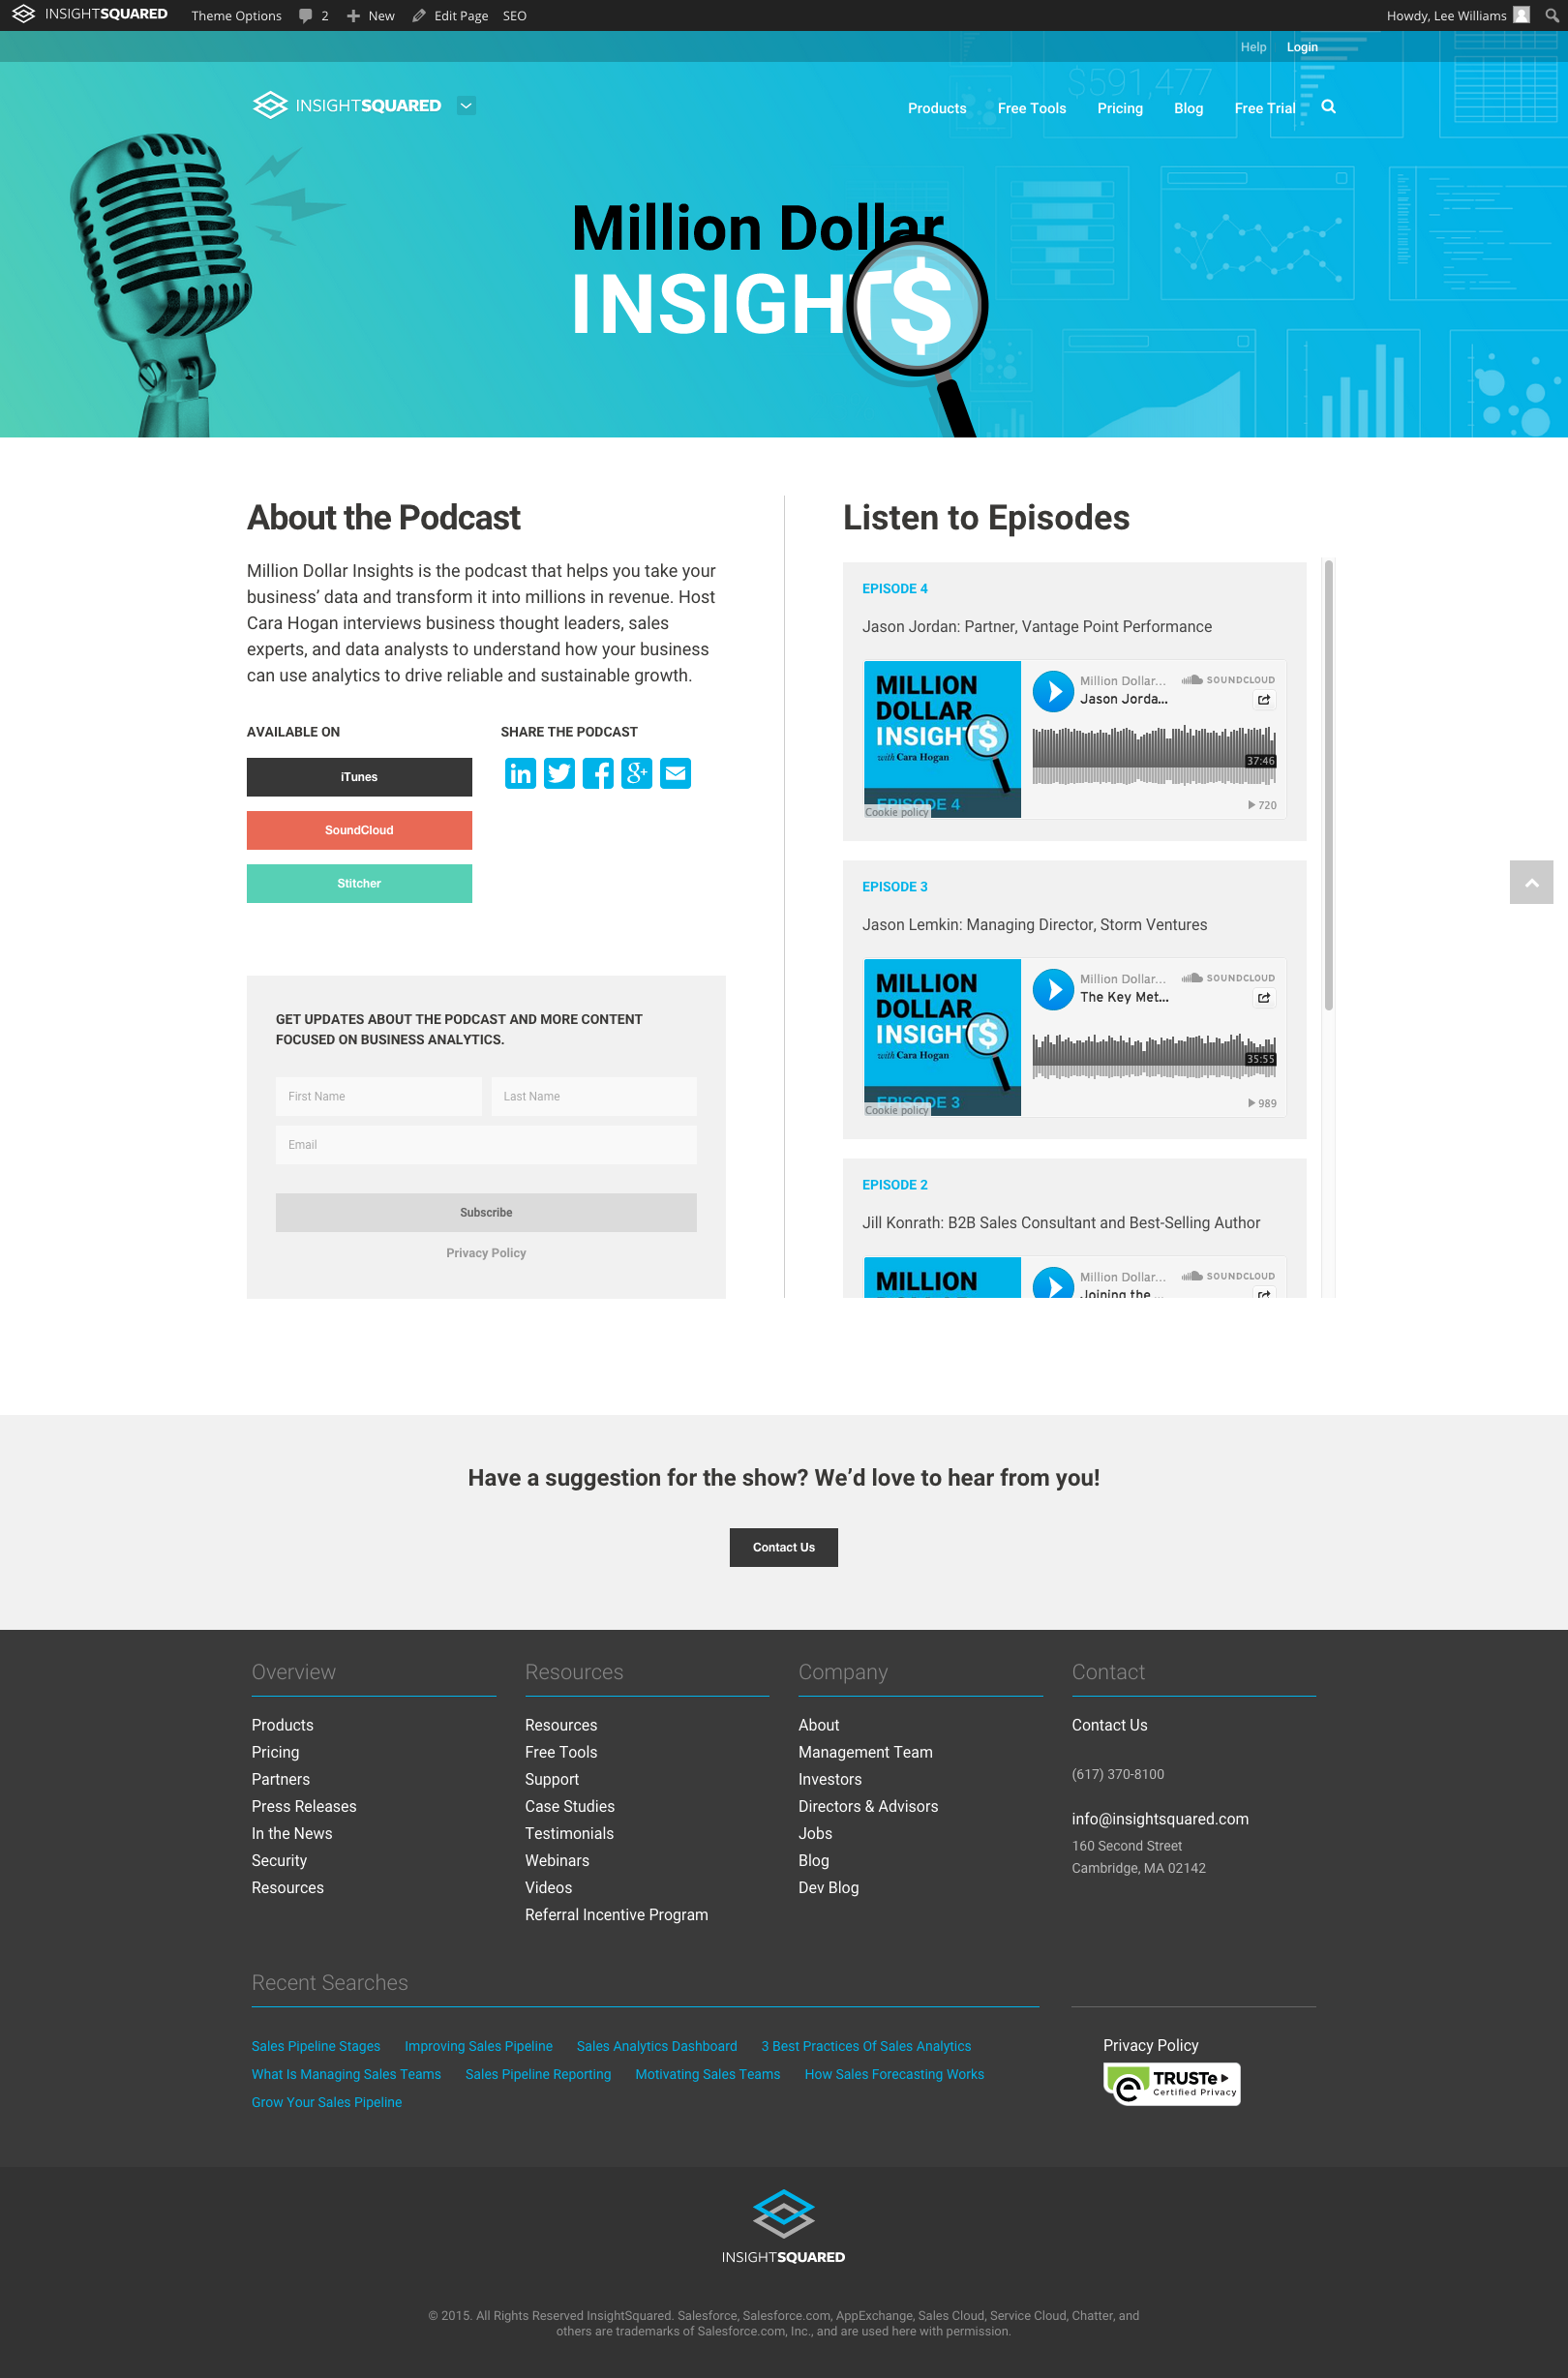 INSIGHTSQUARED Theme Options 2 New Edit Page SEO Howdy, Lee Williams
Help Login
$591,477
INSIGHTSQUARED Products Free Tools Pricing Blog Free Trial
Million Dollar
INSIGHT$
About the Podcast
Million Dollar Insights is the podcast that helps you take your
business’ data and transform it into millions in revenue. Host
Cara Hogan interviews business thought leaders, sales
experts, and data analysts to understand how your business
can use analytics to drive reliable and sustainable growth.
AVAILABLE ON
iTunes
SoundCloud
Stitcher
SHARE THE PODCAST
GET UPDATES ABOUT THE PODCAST AND MORE CONTENT
FOCUSED ON BUSINESS ANALYTICS.
First Name Last Name
Email
Subscribe
Privacy Policy
Listen to Episodes
EPISODE 4
Jason Jordan: Partner, Vantage Point Performance
MILLION
DOLLAR
INSIGHT$
with Cara Hogan
EPISODE 4
Cookie policy
Million Dollar... SOUNDCLOUD
Jason Jorda...
37:46
720
EPISODE 3
Jason Lemkin: Managing Director, Storm Ventures
MILLION
DOLLAR
INSIGHT$
with Cara Hogan
EPISODE 3
Cookie policy
Million Dollar... SOUNDCLOUD
The Key Met...
35:55
989
EPISODE 2
Jill Konrath: B2B Sales Consultant and Best-Selling Author
MILLION
Million Dollar... SOUNDCLOUD
Joining the ...
Have a suggestion for the show? We’d love to hear from you!
Contact Us
Overview
Products
Pricing
Partners
Press Releases
In the News
Security
Resources
Resources
Resources
Free Tools
Support
Case Studies
Testimonials
Webinars
Videos
Referral Incentive Program
Company
About
Management Team
Investors
Directors & Advisors
Jobs
Blog
Dev Blog
Contact
Contact Us
(617) 370-8100
info@insightsquared.com
160 Second Street
Cambridge, MA 02142
Recent Searches
Sales Pipeline Stages Improving Sales Pipeline Sales Analytics Dashboard 3 Best Practices Of Sales Analytics
What Is Managing Sales Teams Sales Pipeline Reporting Motivating Sales Teams How Sales Forecasting Works
Grow Your Sales Pipeline
Privacy Policy
TRUSTe
Certified Privacy
INSIGHTSQUARED
© 2015. All Rights Reserved InsightSquared. Salesforce, Salesforce.com, AppExchange, Sales Cloud, Service Cloud, Chatter, and
others are trademarks of Salesforce.com, Inc., and are used here with permission.